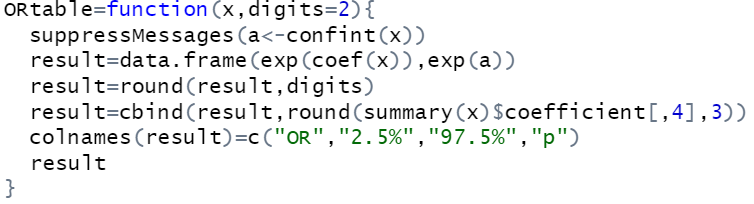 ORtable=function(x,digits=2){
  suppressMessages(a<-confint(x))
  result=data.frame(exp(coef(x)),exp(a))
  result=round(result,digits)
  result=cbind(result,round(summary(x)$coefficient[,4],3))
  colnames(result)=c("OR","2.5%","97.5%","p")
  result
}